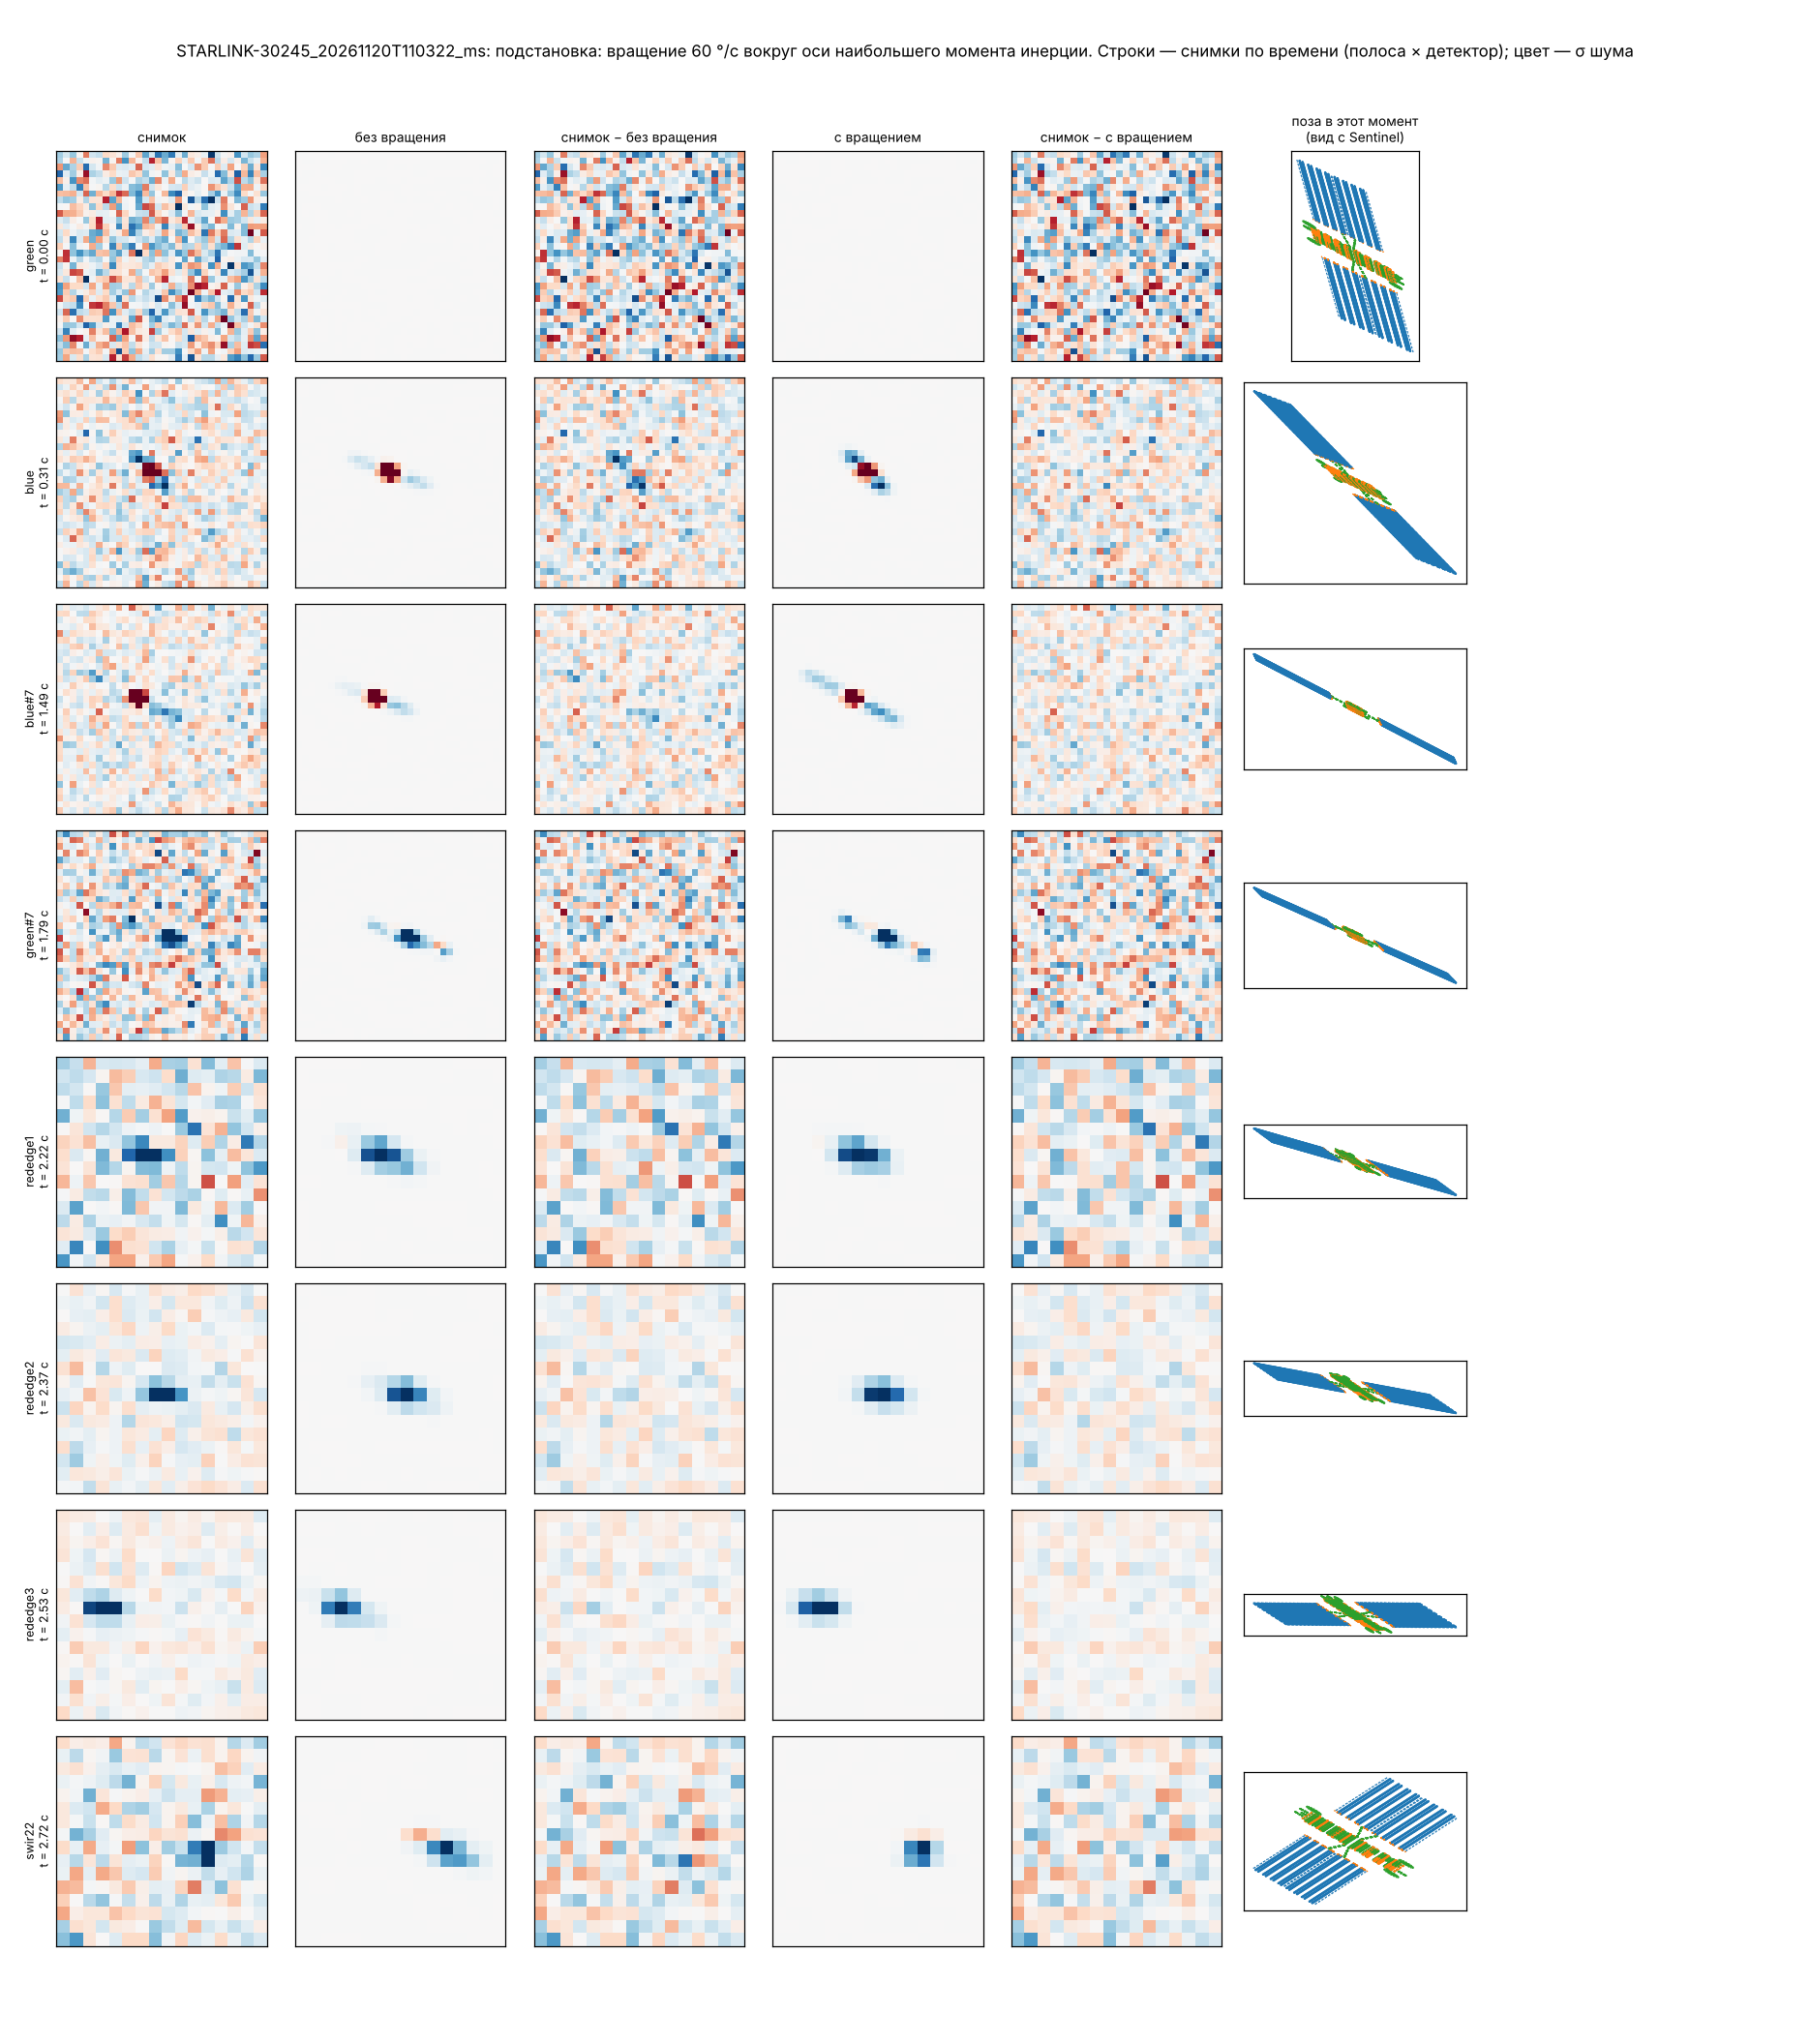 STARLINK-30245_20261120T110322_ms: подстановка: вращение 60 °/с вокруг оси наибольшего момента инерции. Строки — снимки по времени (полоса × детектор); цвет — σ шума
снимок
без вращения
снимок − без вращения
с вращением
снимок − с вращением
поза в этот момент
(вид с Sentinel)
green
t = 0.00 с
blue
t = 0.31 с
blue#7
t = 1.49 с
green#7
t = 1.79 с
rededge1
t = 2.22 с
rededge2
t = 2.37 с
rededge3
t = 2.53 с
swir22
t = 2.72 с